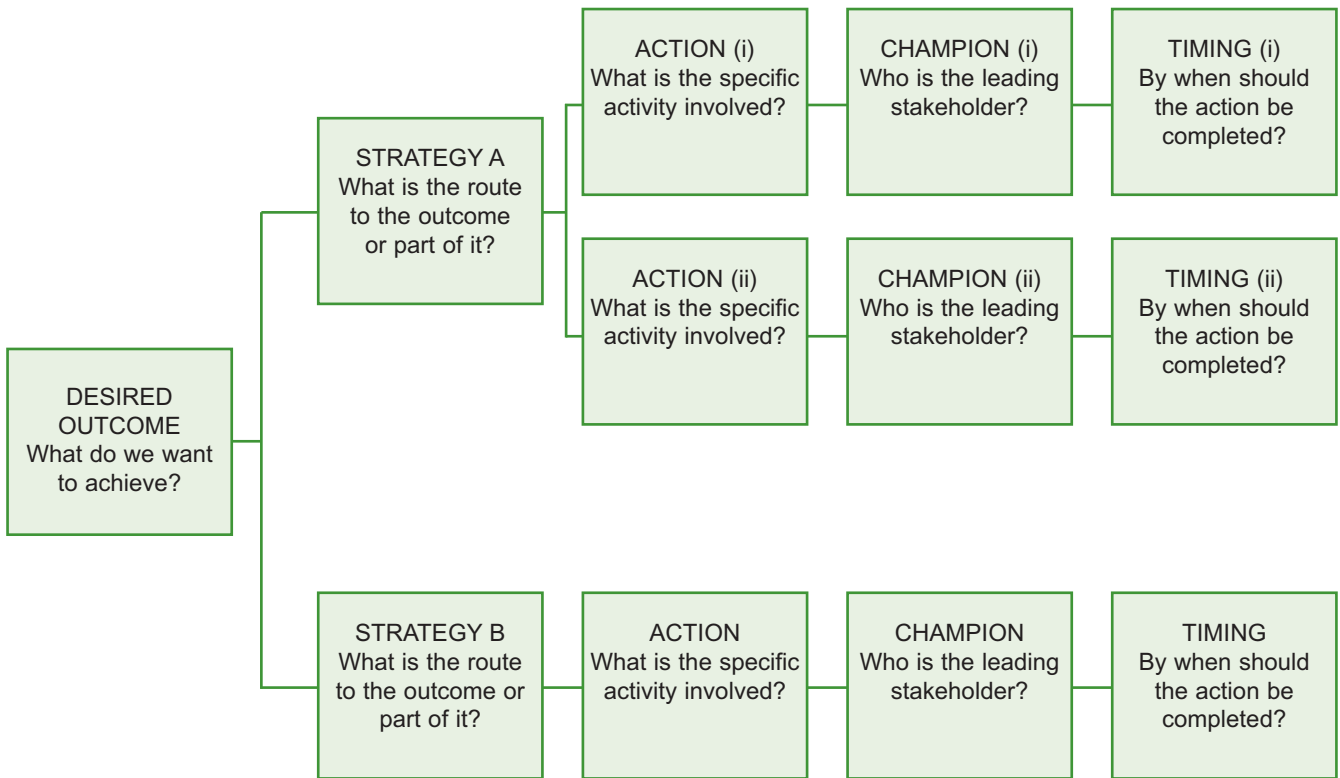 ACTION (i)
What is the specific
activity involved?
CHAMPION (i)
Who is the leading
stakeholder?
TIMING (i)
By when should
the action be
completed?
STRATEGY A
What is the route
to the outcome
or part of it?
ACTION (ii)
What is the specific
activity involved?
CHAMPION (ii)
Who is the leading
stakeholder?
TIMING (ii)
By when should
the action be
completed?
DESIRED
OUTCOME
What do we want
to achieve?
STRATEGY B
What is the route
to the outcome or
part of it?
ACTION
What is the specific
activity involved?
CHAMPION
Who is the leading
stakeholder?
TIMING
By when should
the action be
completed?